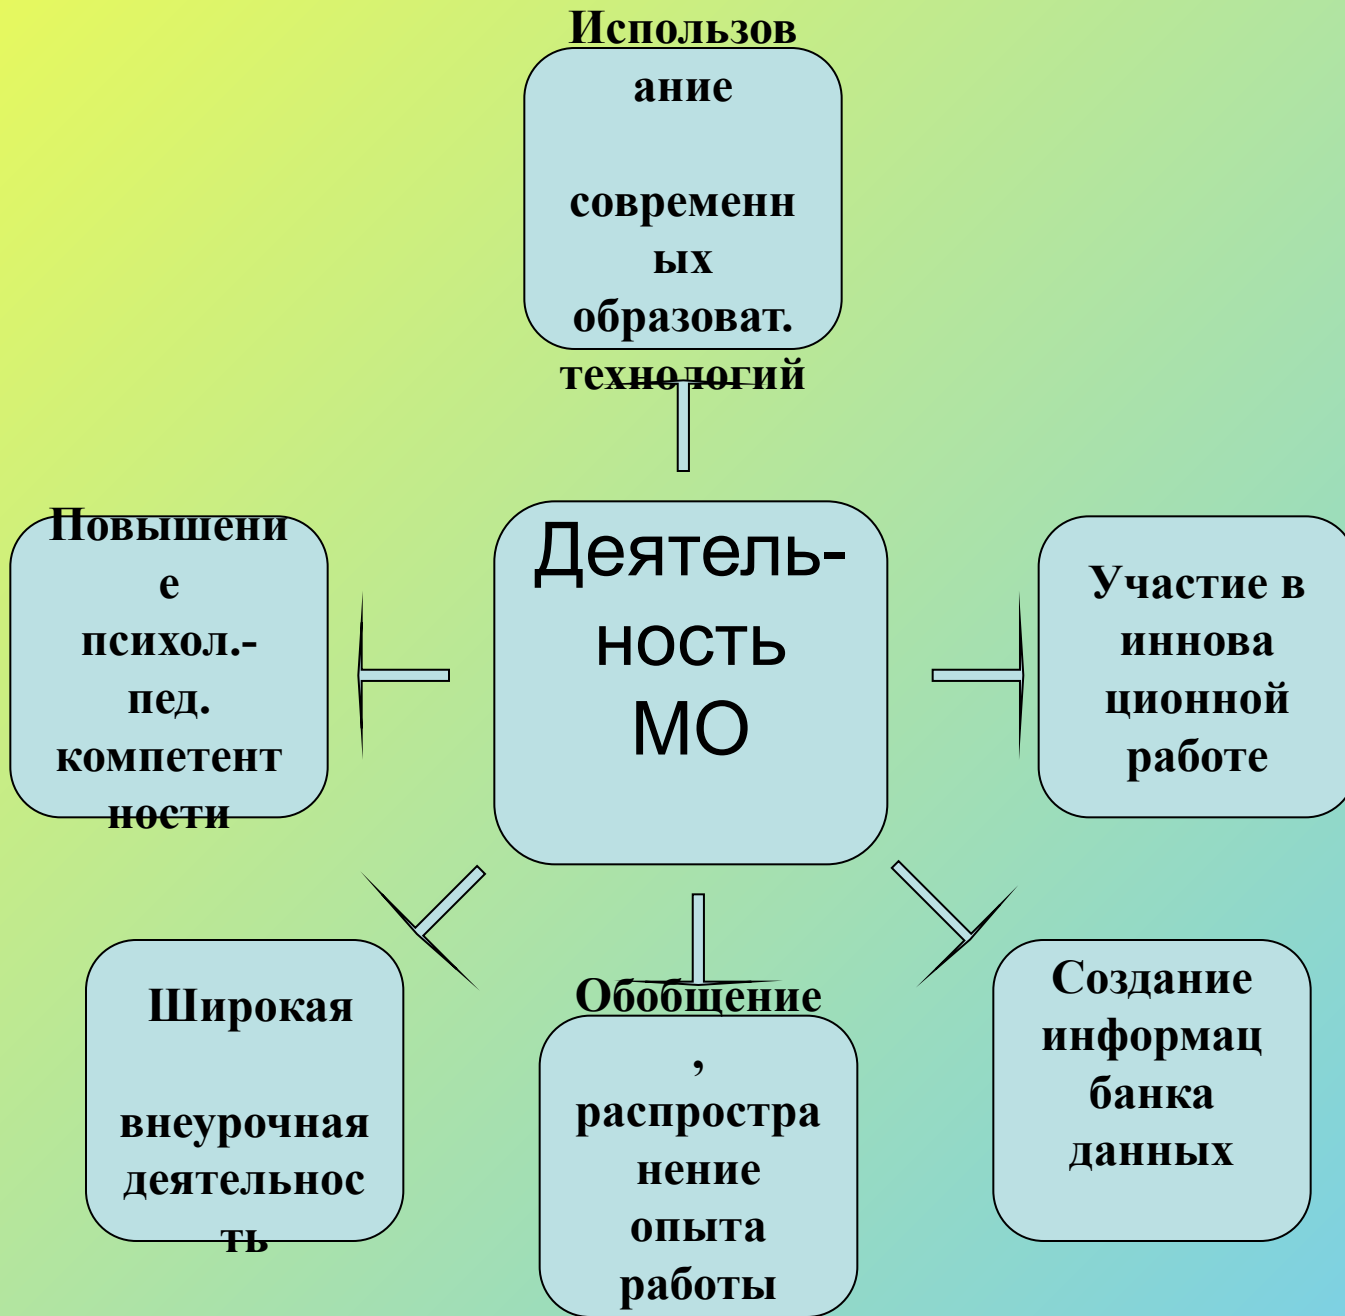 Использов
ание
современн
ых
образоват.
технологий
Повышени
е
психол.-
пед.
компетент
ности
Деятель-
ность
МО
Участие в
иннова
ционной
работе
Широкая
внеурочная
деятельнос
ть
Обобщение
,
распростра
нение
опыта
работы
Создание
информац
банка
данных